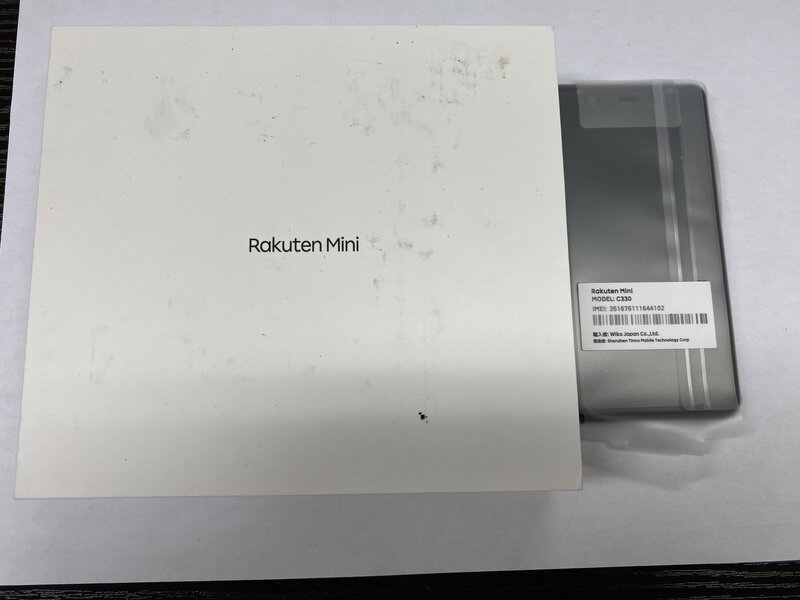 Rakuten Mini
Rakuten Mini
MODEL: C330
IMEI: 351676111644102
輸入者: Wiko Japan Co.,Ltd.
製造者: Shenzhen Tinno Mobile Technology Corp